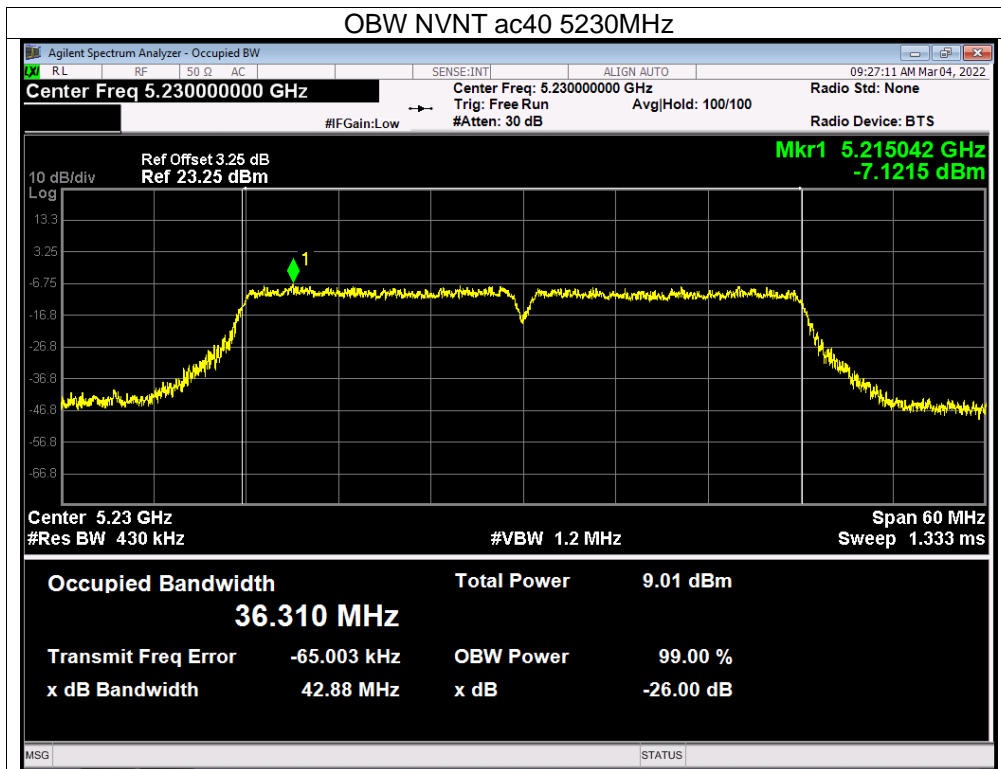 OBW NVNT ac40 5230MHz
Agilent Spectrum Analyzer - Occupied BW
LXI RL RF 50 Ω AC SENSE:INT ALIGN AUTO 09:27:11 AM Mar 04, 2022
Center Freq 5.230000000 GHz Center Freq: 5.230000000 GHz Radio Std: None
Trig: Free Run Avg|Hold: 100/100
#IFGain:Low #Atten: 30 dB Radio Device: BTS
Mkr1 5.215042 GHz
-7.1215 dBm
Ref Offset 3.25 dB
10 dB/div Ref 23.25 dBm
Log
13.3
3.25
1
-6.75
-16.8
-26.8
-36.8
-46.8
-56.8
-66.8
Center 5.23 GHz Span 60 MHz
#Res BW 430 kHz #VBW 1.2 MHz Sweep 1.333 ms
Occupied Bandwidth Total Power 9.01 dBm
36.310 MHz
Transmit Freq Error -65.003 kHz OBW Power 99.00 %
x dB Bandwidth 42.88 MHz x dB -26.00 dB
MSG STATUS